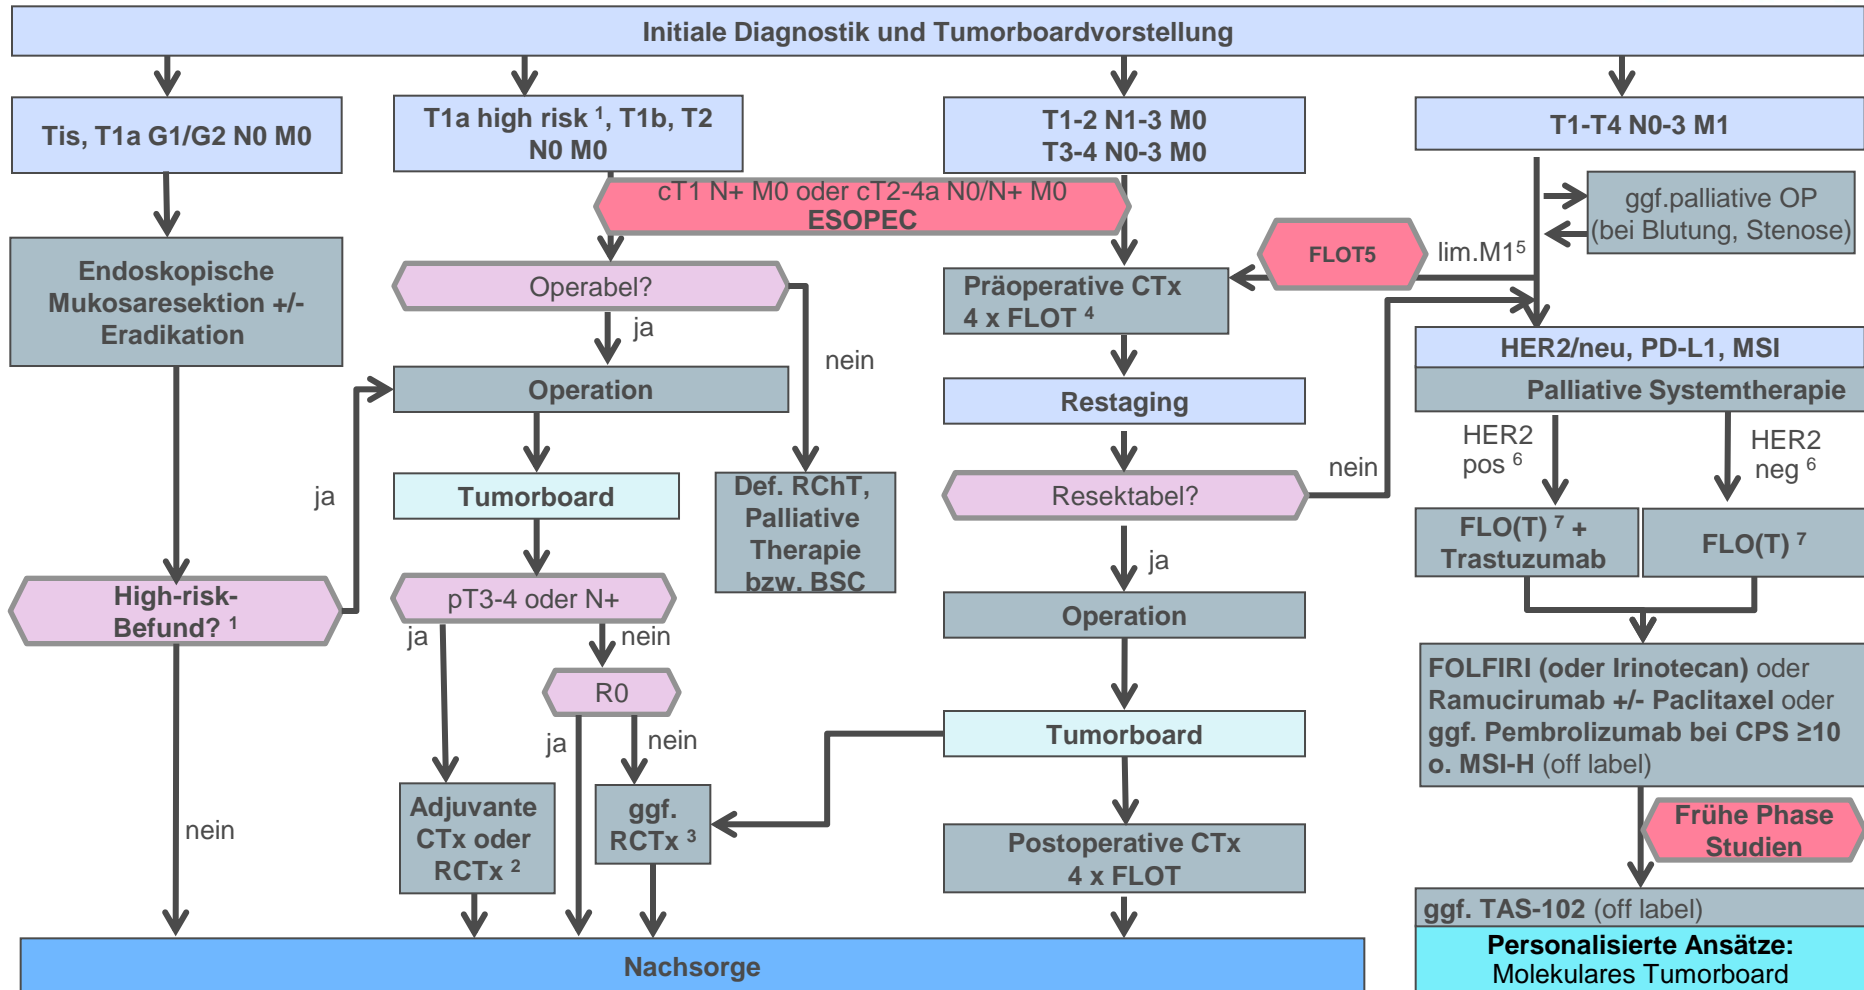 Initiale Diagnostik und Tumorboardvorstellung
Tis, T1a G1/G2 N0 M0
T1a high risk ¹, T1b, T2
N0 M0
T1-2 N1-3 M0
T3-4 N0-3 M0
T1-T4 N0-3 M1
cT1 N+ M0 oder cT2-4a N0/N+ M0
ESOPEC
ggf.palliative OP
(bei Blutung, Stenose)
FLOT5
lim.M1⁵
Endoskopische
Mukosaresektion +/-
Eradikation
Operabel?
ja
nein
Präoperative CTx
4 x FLOT ⁴
HER2/neu, PD-L1, MSI
Palliative Systemtherapie
Operation
Restaging
HER2
pos ⁶
HER2
neg ⁶
ja
Tumorboard
Def. RChT,
Palliative
Therapie
bzw. BSC
Resektabel?
nein
ja
FLO(T) ⁷ +
Trastuzumab
FLO(T) ⁷
High-risk-
Befund? ¹
pT3-4 oder N+
ja
nein
Operation
R0
ja
nein
FOLFIRI (oder Irinotecan) oder
Ramucirumab +/- Paclitaxel oder
ggf. Pembrolizumab bei CPS ≥10
o. MSI-H (off label)
Tumorboard
nein
Adjuvante
CTx oder
RCTx ²
ggf.
RCTx ³
Postoperative CTx
4 x FLOT
Frühe Phase
Studien
ggf. TAS-102 (off label)
Personalisierte Ansätze:
Molekulares Tumorboard
Nachsorge